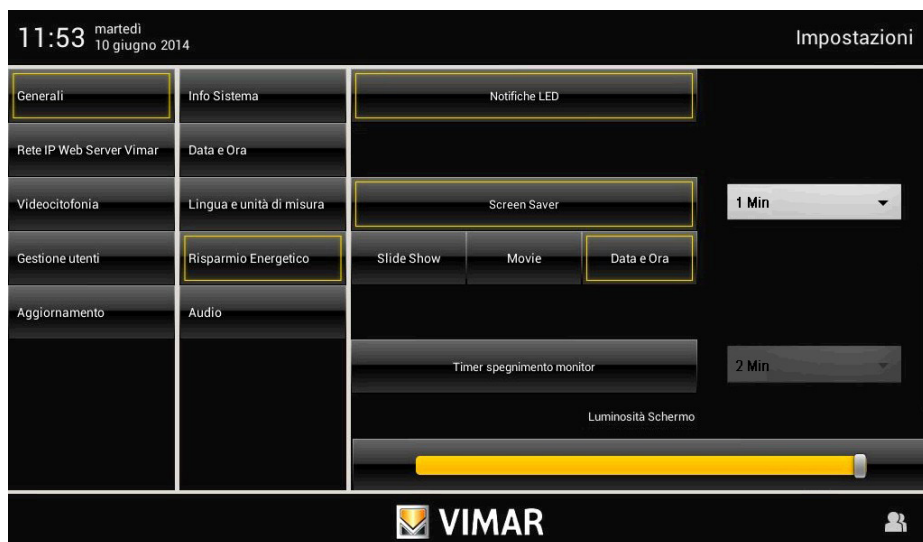 11:53 martedì
10 giugno 2014
Impostazioni
Generali
Rete IP Web Server Vimar
Videocitofonia
Gestione utenti
Aggiornamento
Info Sistema
Data e Ora
Lingua e unità di misura
Risparmio Energetico
Audio
Notifiche LED
Screen Saver
1 Min
Slide Show
Movie
Data e Ora
Timer spegnimento monitor
2 Min
Luminosità Schermo
VIMAR